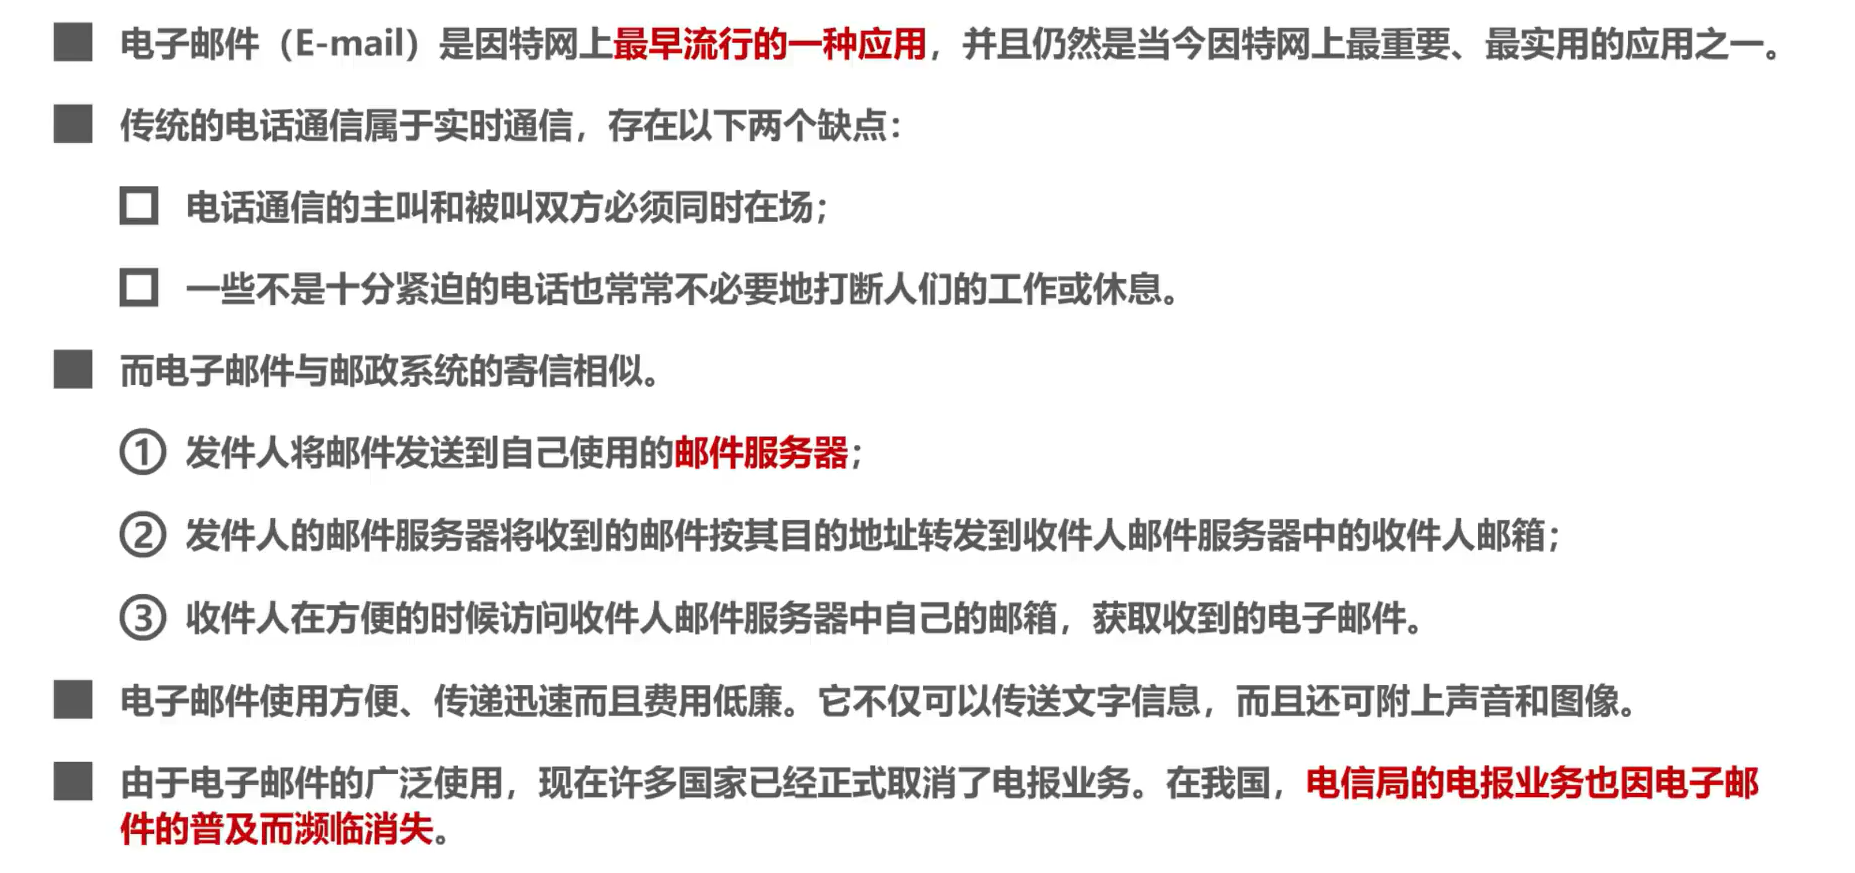 电子邮件（E-mail）是因特网上最早流行的一种应用，并且仍然是当今因特网上最重要、最实用的应用之一。
传统的电话通信属于实时通信，存在以下两个缺点：
电话通信的主叫和被叫双方必须同时在场；
一些不是十分紧迫的电话也常常不必要地打断人们的工作或休息。
而电子邮件与邮政系统的寄信相似。
① 发件人将邮件发送到自己使用的邮件服务器；
② 发件人的邮件服务器将收到的邮件按其目的地址转发到收件人邮件服务器中的收件人邮箱；
③ 收件人在方便的时候访问收件人邮件服务器中自己的邮箱，获取收到的电子邮件。
电子邮件使用方便、传递迅速而且费用低廉。它不仅可以传送文字信息，而且还可附上声音和图像。
由于电子邮件的广泛使用，现在许多国家已经正式取消了电报业务。在我国，电信局的电报业务也因电子邮
件的普及而濒临消失。